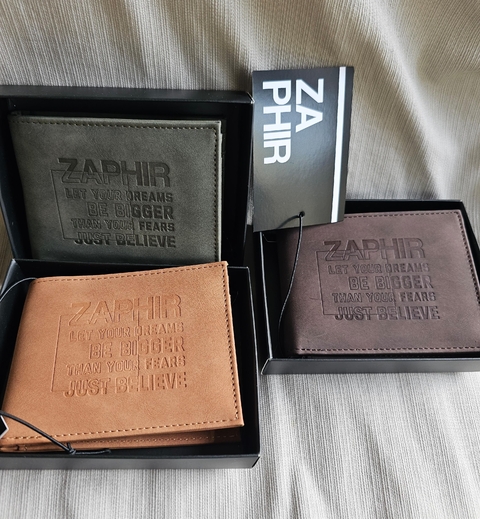 ZAPHIR
LET YOUR DREAMS
BE BIGGER
THAN YOUR FEARS
JUST BELIEVE
ZA
PHIR
ZAPHIR
LET YOUR DREAMS
BE BIGGER
THAN YOUR FEARS
JUST BELIEVE
ZAPHIR
LET YOUR DREAMS
BE BIGGER
THAN YOUR FEARS
JUST BELIEVE